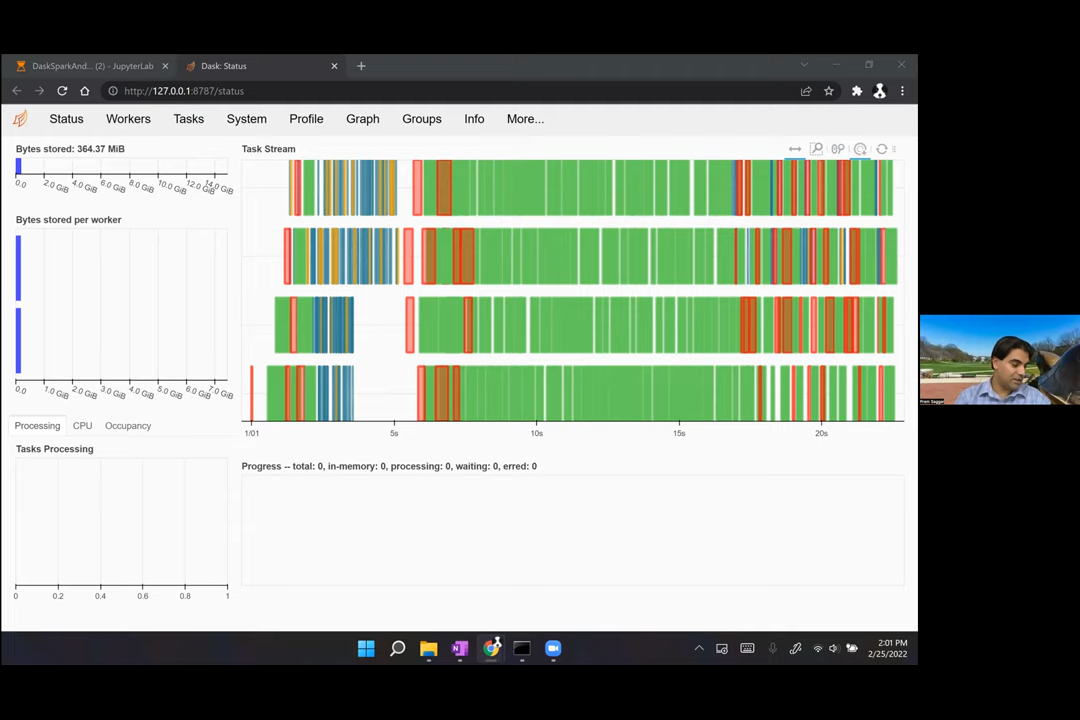 DaskSparkAnd... (2) - JupyterLab
Dask: Status
http://127.0.0.1:8787/status
Status Workers Tasks System Profile Graph Groups Info More...
Bytes stored: 364.37 MiB
0.0 2.0 GiB 4.0 GiB 6.0 GiB 8.0 GiB 10.0 GiB 12.0 GiB 14.0 GiB
Bytes stored per worker
0.0 1.0 GiB 2.0 GiB 3.0 GiB 4.0 GiB 5.0 GiB 6.0 GiB 7.0 GiB
Processing CPU Occupancy
Tasks Processing
0 0.2 0.4 0.6 0.8 1
Task Stream
1/01 5s 10s 15s 20s
Progress -- total: 0, in-memory: 0, processing: 0, waiting: 0, erred: 0
N
2:01 PM
2/25/2022